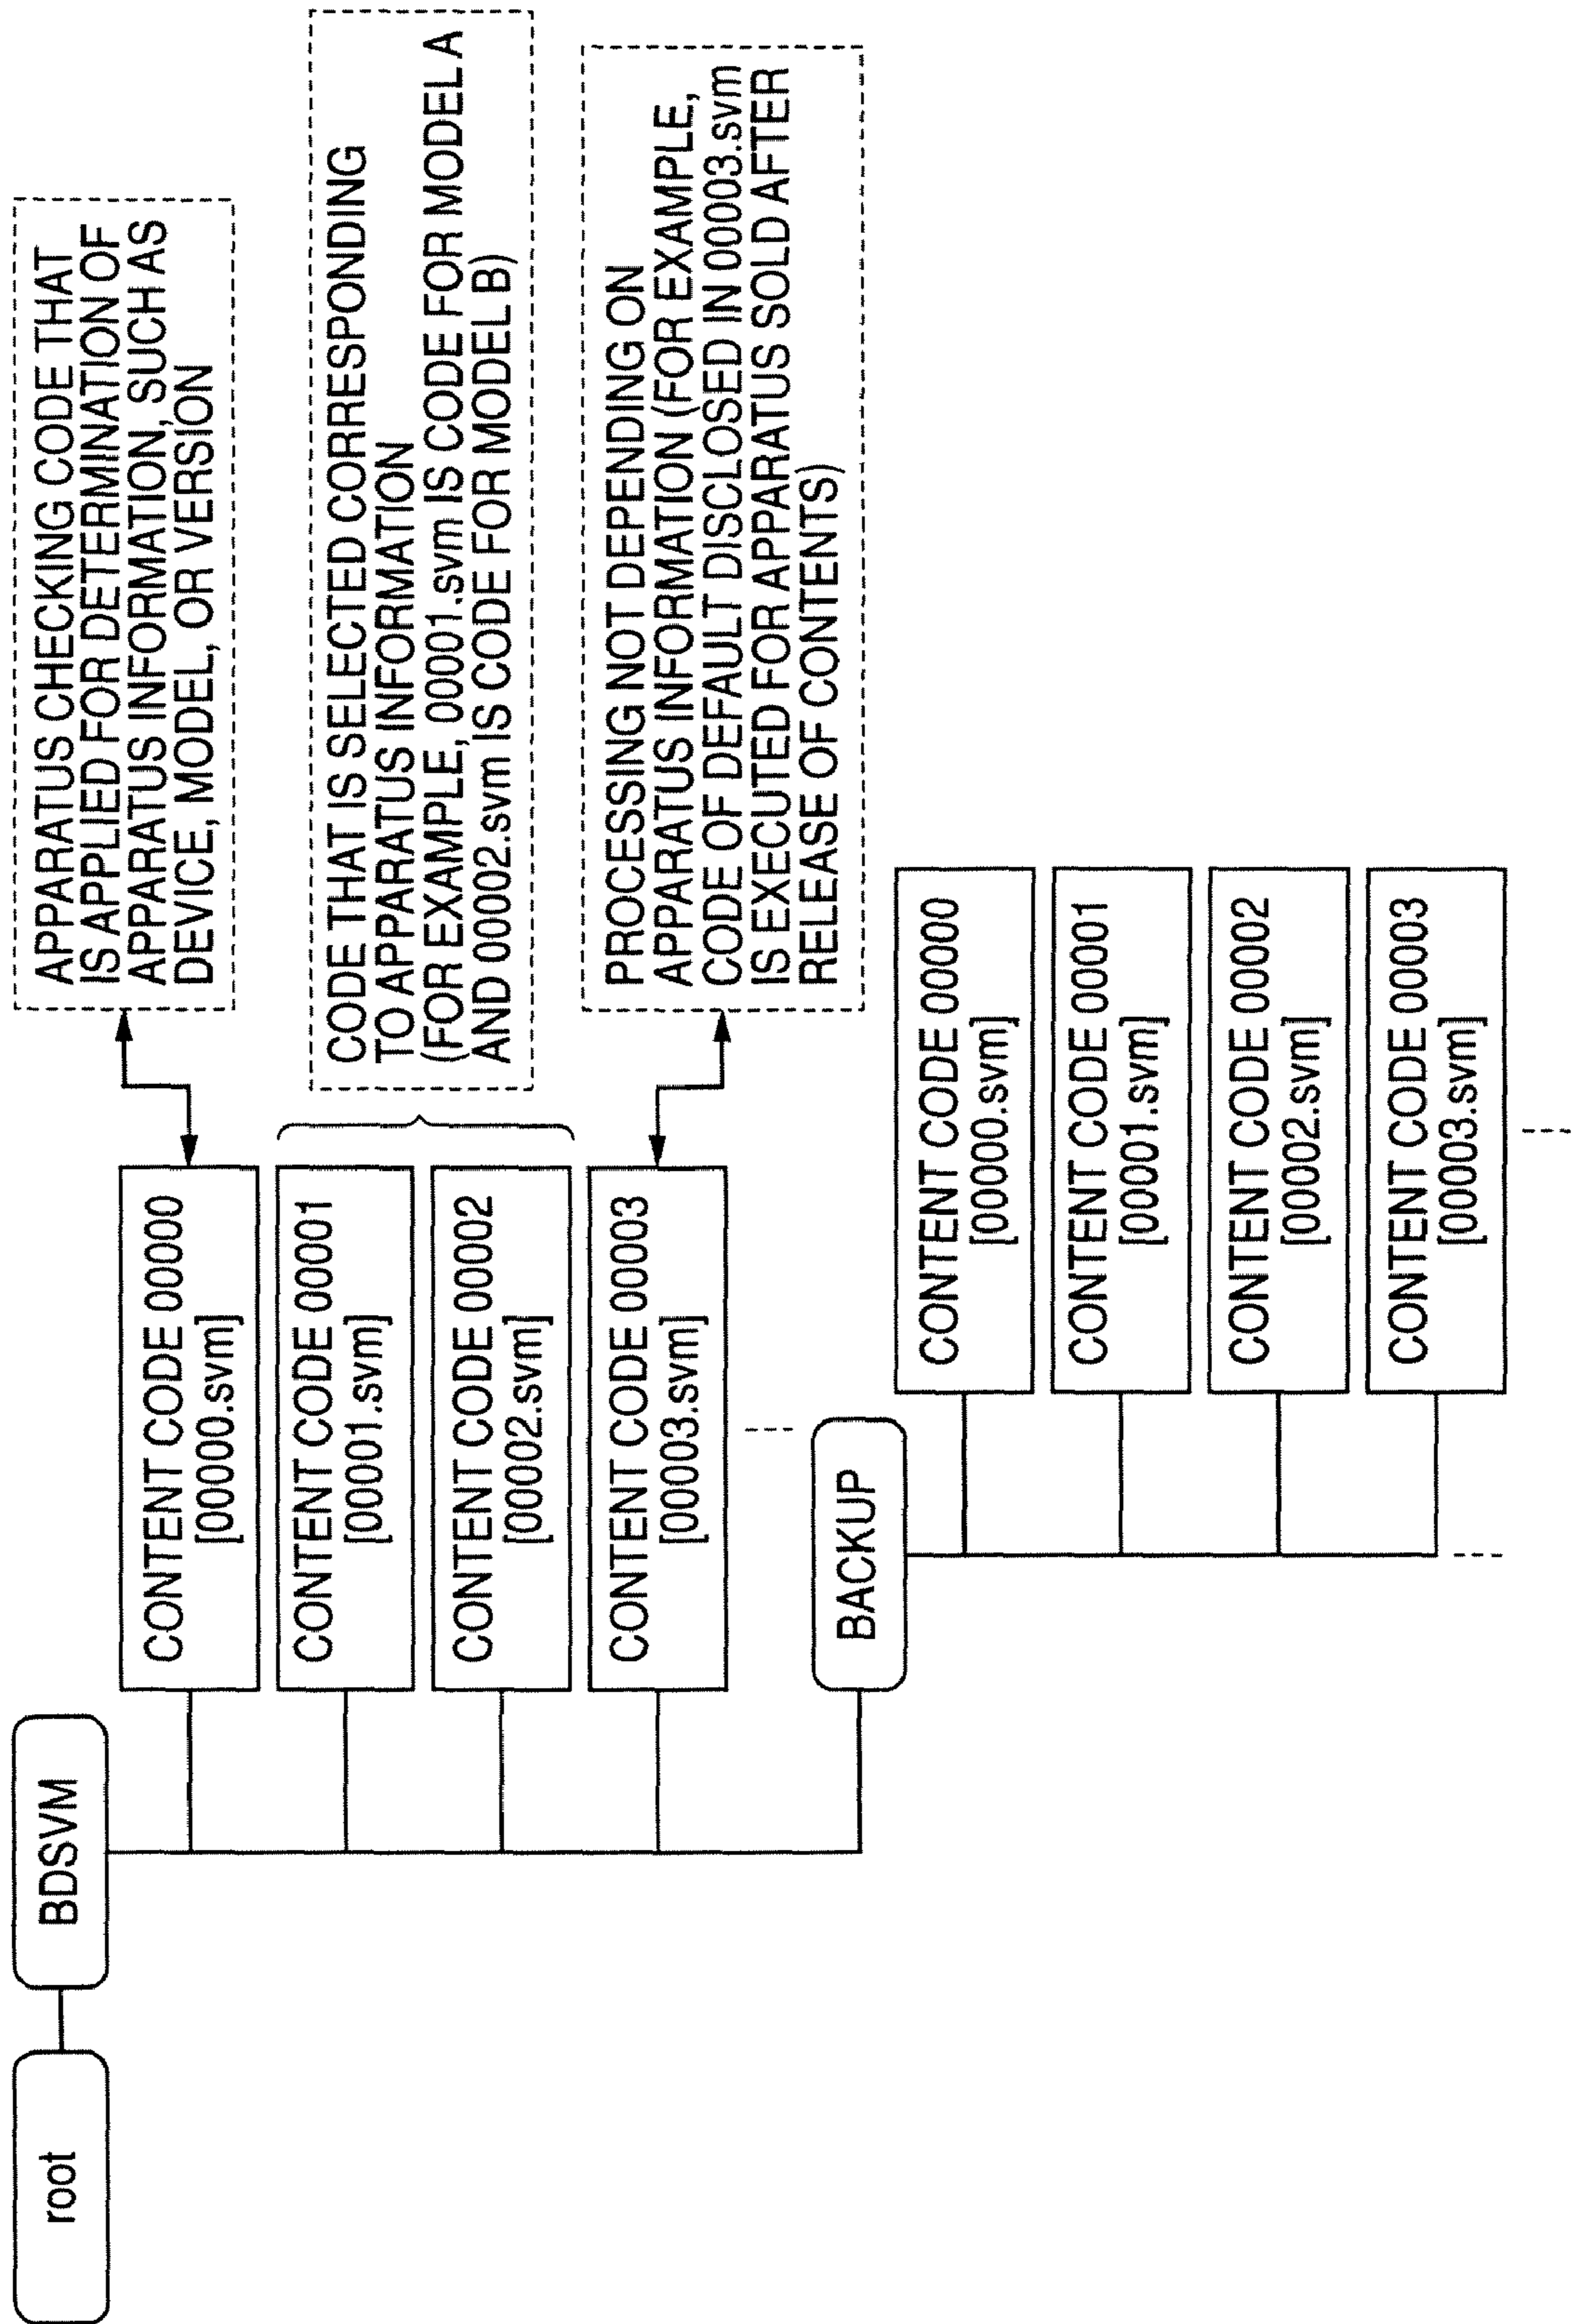 root
BDSVM
CONTENT CODE 00000
[00000.svm]
APPARATUS CHECKING CODE THAT
IS APPLIED FOR DETERMINATION OF
APPARATUS INFORMATION, SUCH AS
DEVICE, MODEL, OR VERSION
CONTENT CODE 00001
[00001.svm]
CONTENT CODE 00002
[00002.svm]
CODE THAT IS SELECTED CORRESPONDING
TO APPARATUS INFORMATION
(FOR EXAMPLE, 00001.svm IS CODE FOR MODEL A
AND 00002.svm IS CODE FOR MODEL B)
CONTENT CODE 00003
[00003.svm]
PROCESSING NOT DEPENDING ON
APPARATUS INFORMATION (FOR EXAMPLE,
CODE OF DEFAULT DISCLOSED IN 00003.svm
IS EXECUTED FOR APPARATUS SOLD AFTER
RELEASE OF CONTENTS)
BACKUP
CONTENT CODE 00000
[00000.svm]
CONTENT CODE 00001
[00001.svm]
CONTENT CODE 00002
[00002.svm]
CONTENT CODE 00003
[00003.svm]